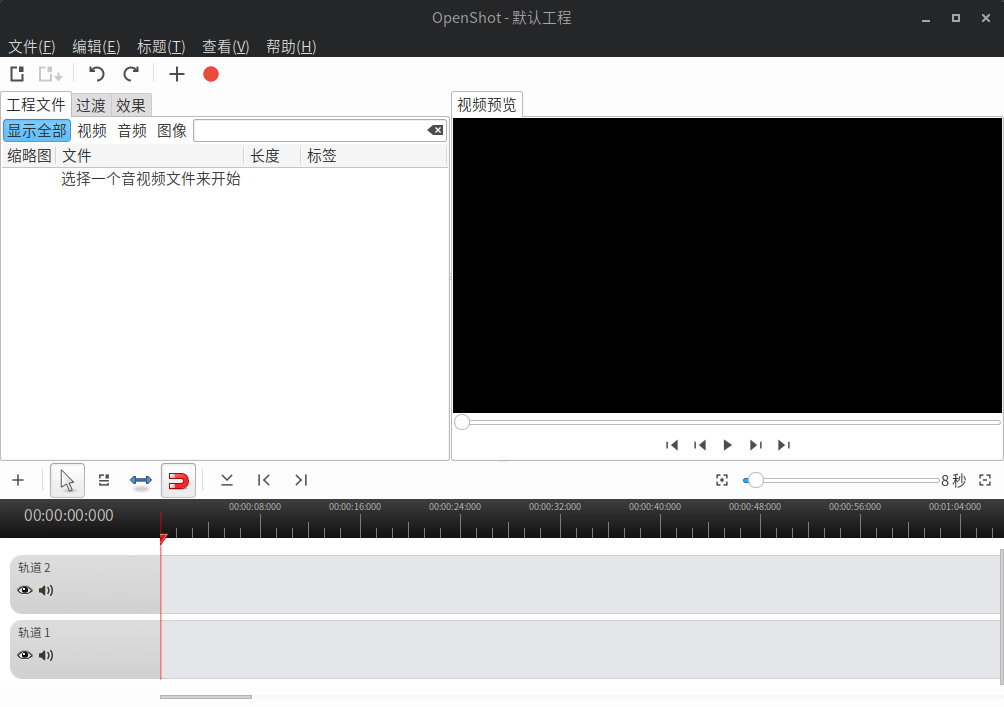 OpenShot - 默认工程
文件(F) 编辑(E) 标题(T) 查看(V) 帮助(H)
工程文件 过渡 效果
显示全部 视频 音频 图像
缩略图 文件 长度 标签
选择一个音视频文件来开始
视频预览
8 秒
00:00:00:000
00:00:08:000 00:00:16:000 00:00:24:000 00:00:32:000 00:00:40:000 00:00:48:000 00:00:56:000 00:01:04:000
轨道 2
轨道 1